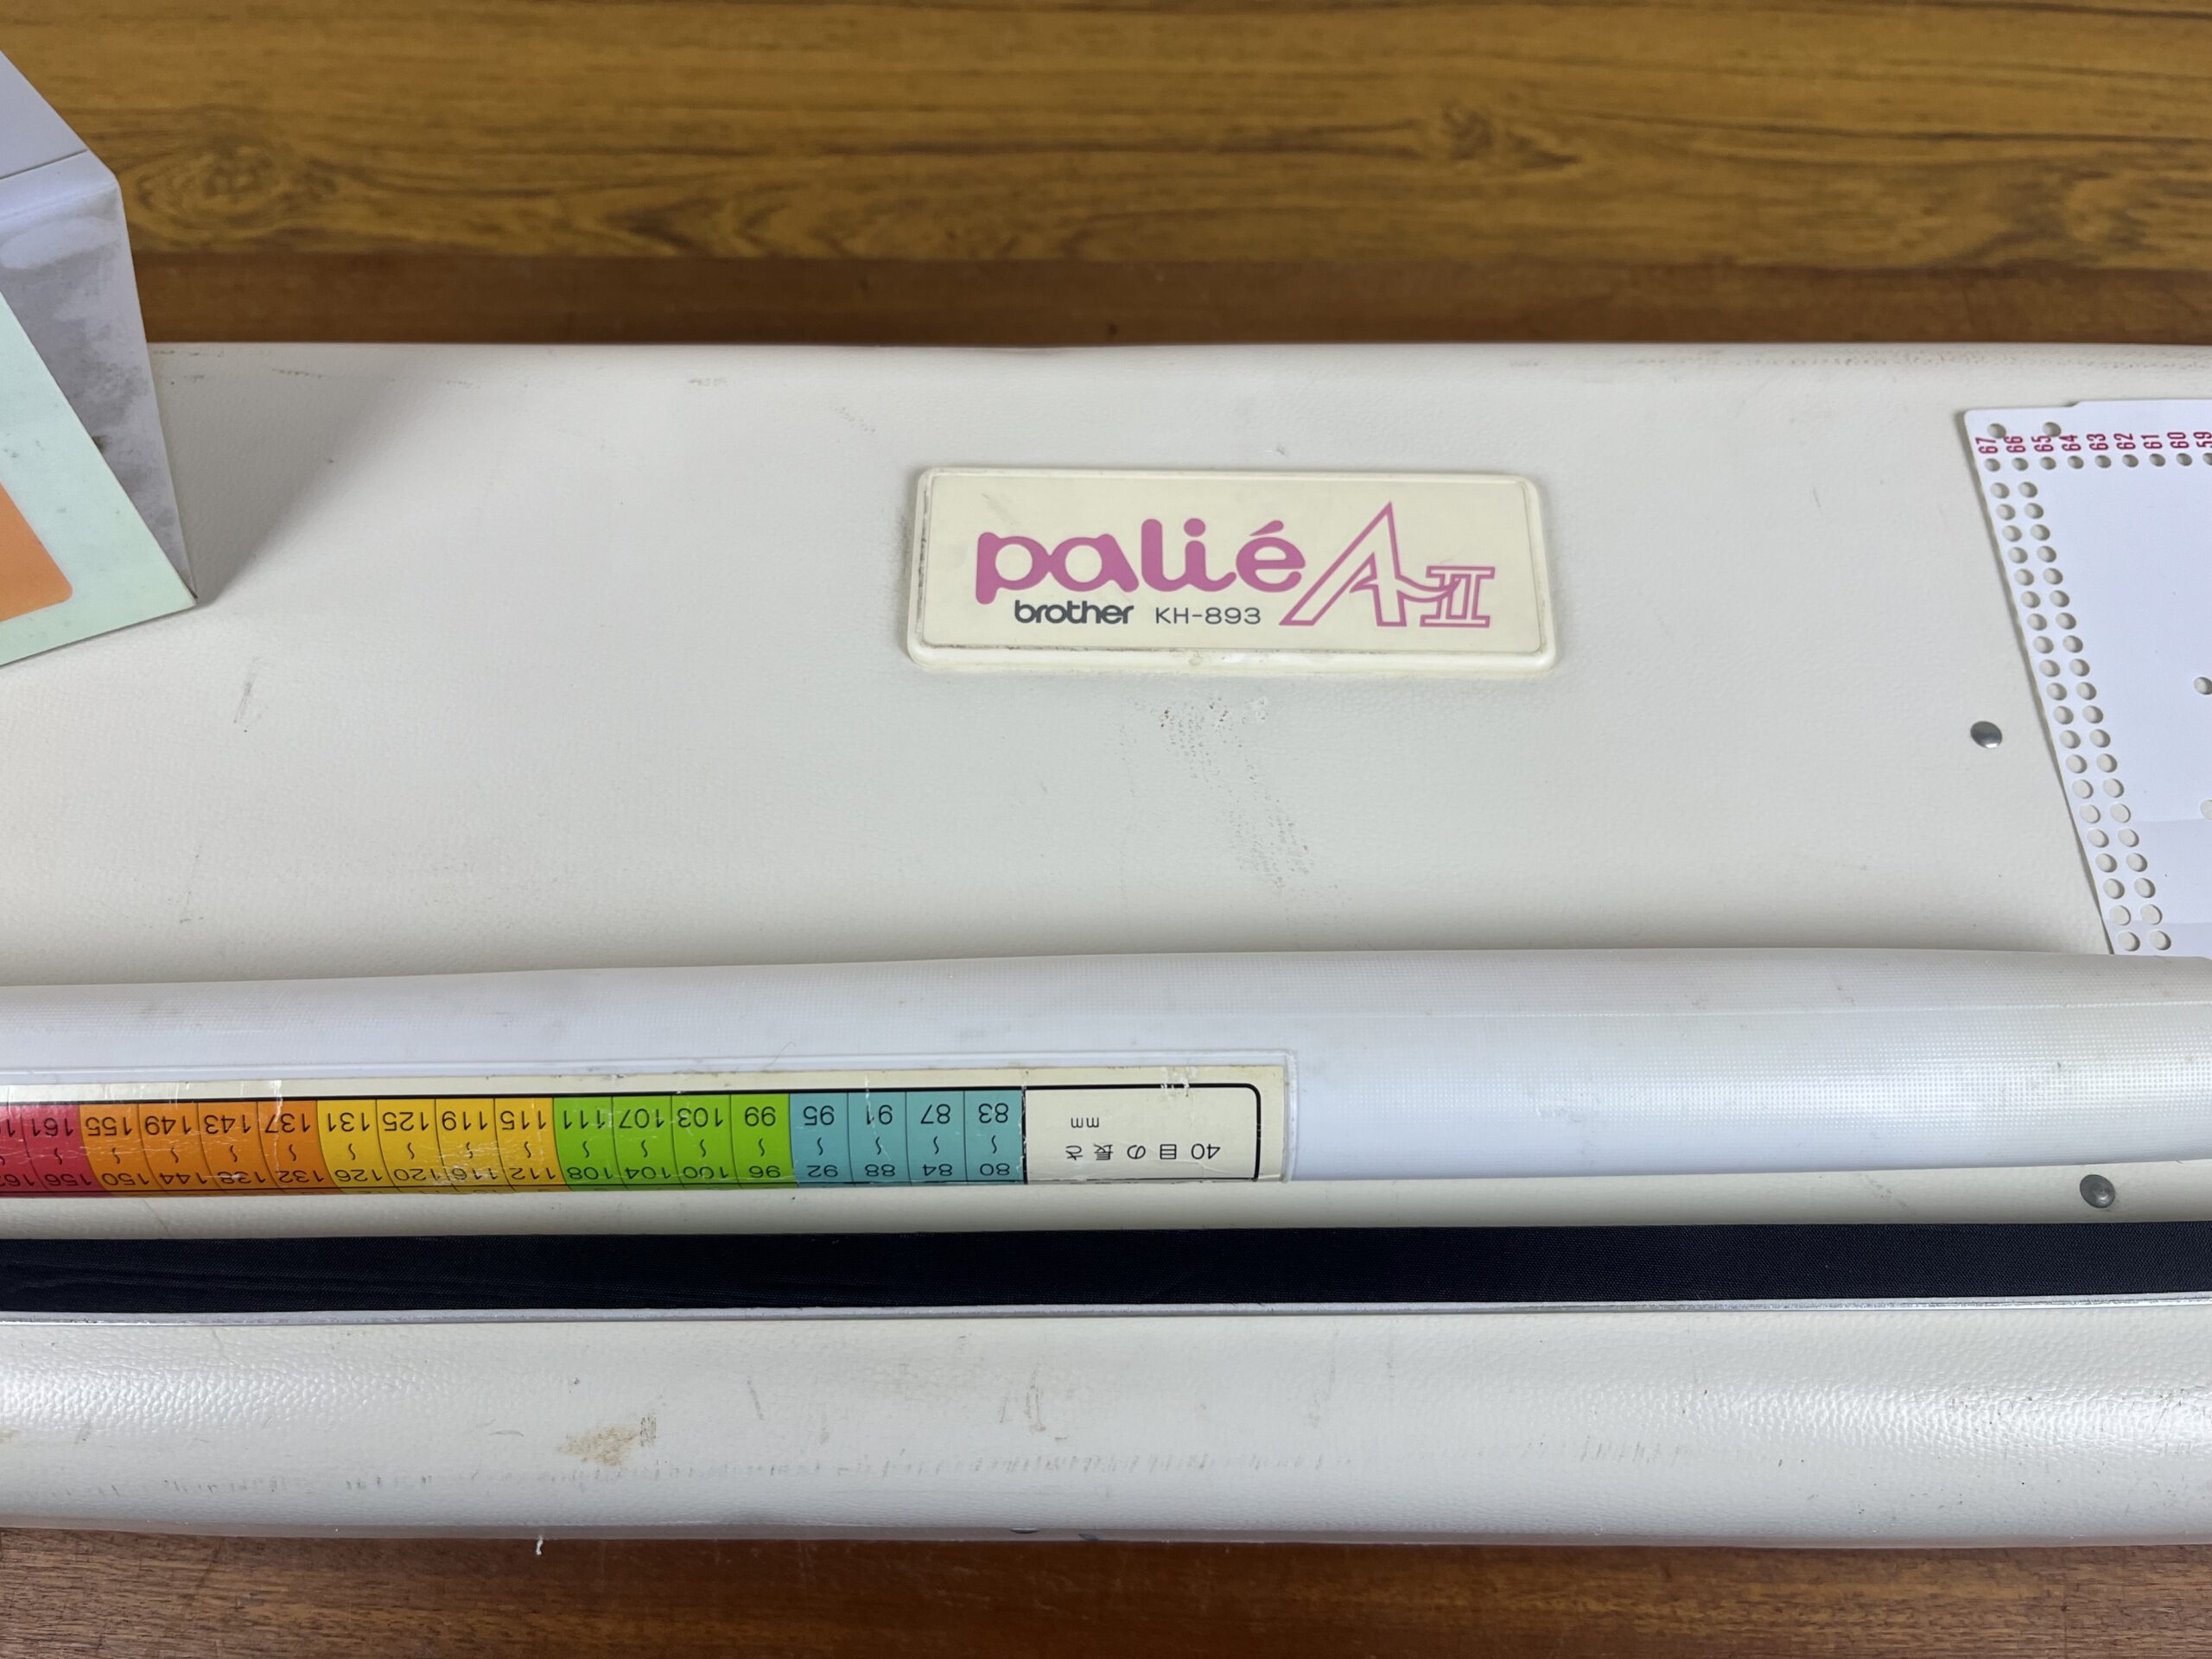 palié AII
brother KH-893
67 66 65 64 63 62 61 60 59
40目の長さ
mm
80 84 88 92 96 100 104 108 112 116 120 126 132 138 144 150 156
~ ~ ~ ~ ~ ~ ~ ~ ~ ~ ~ ~ ~ ~ ~ ~ ~
83 87 91 95 99 103 107 111 115 119 125 131 137 143 149 155 161